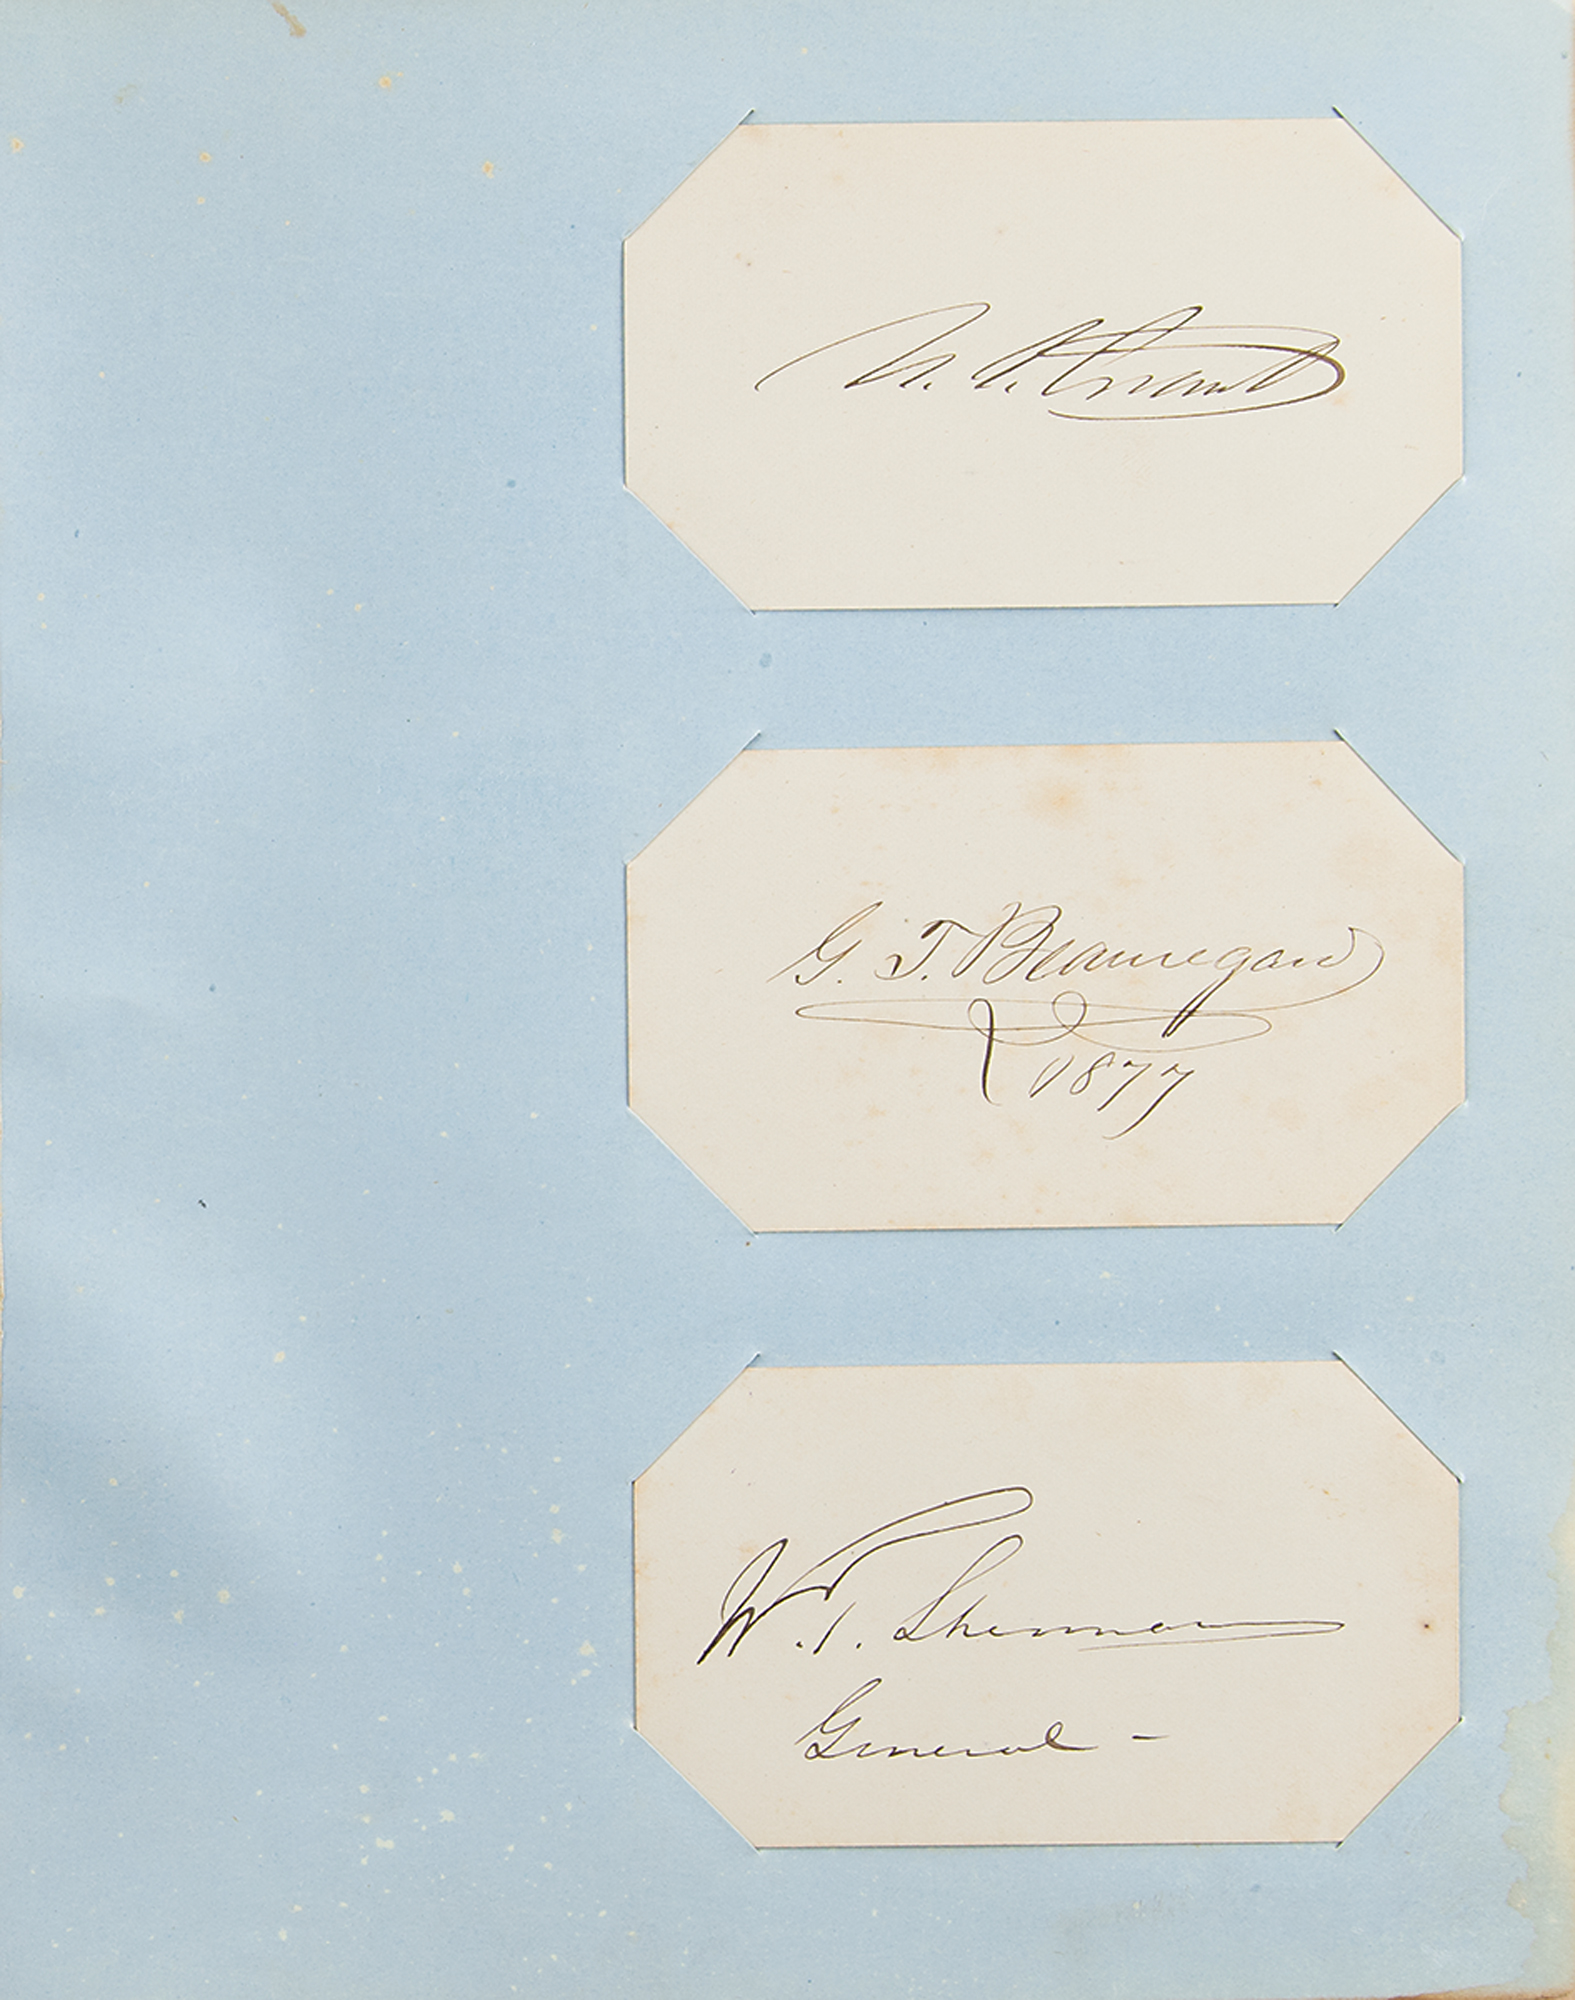 U. S. Grant
G. T. Beauregard
1877
W. T. Sherman
General -